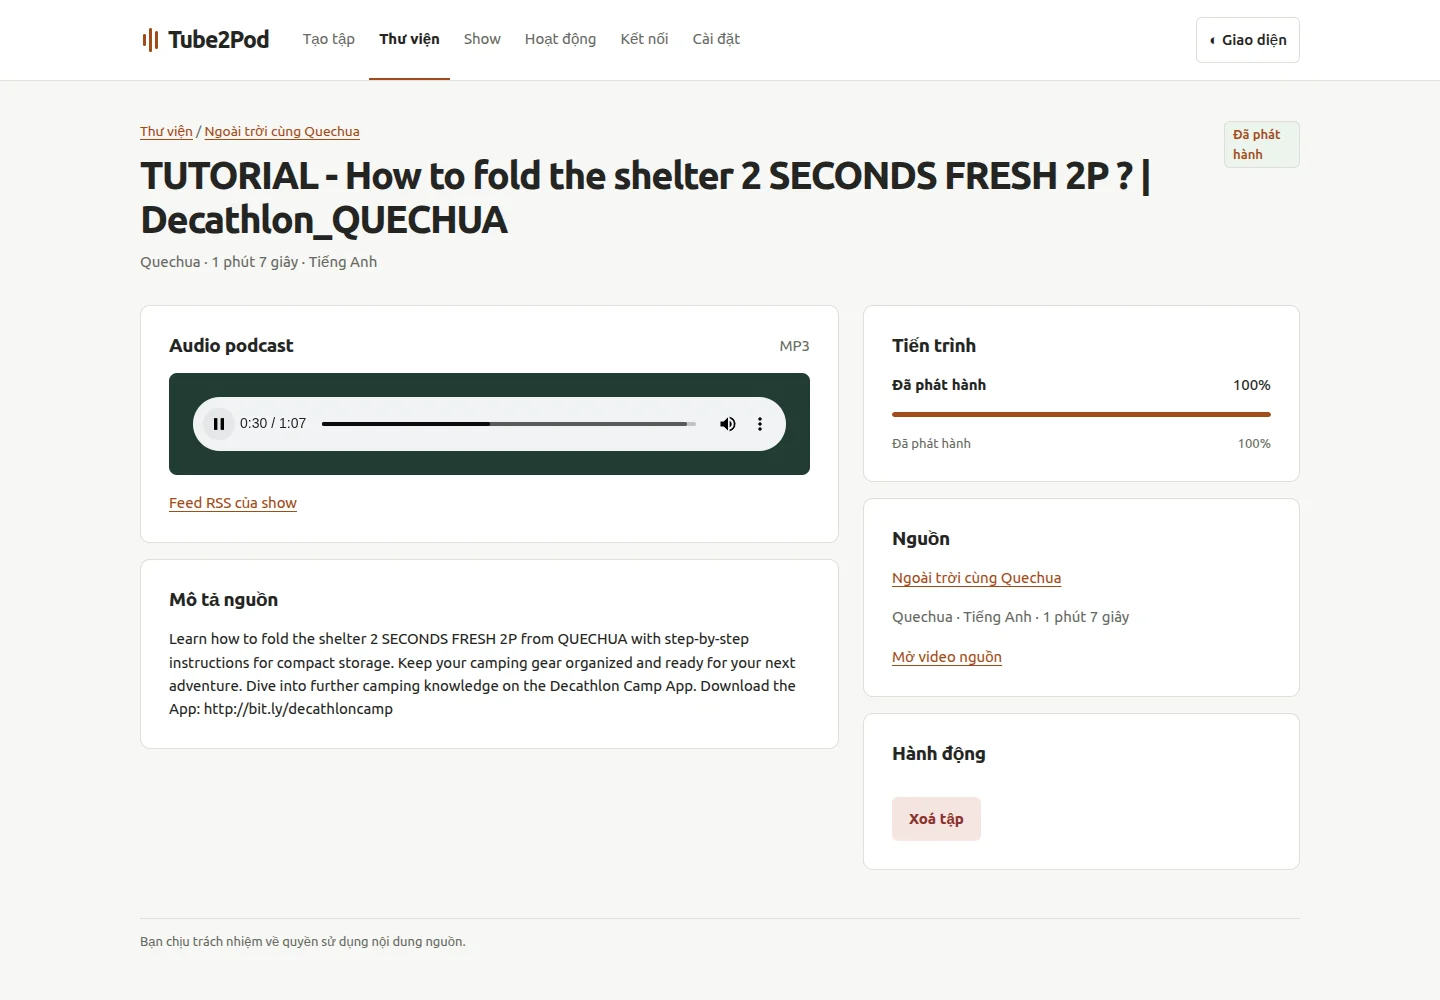 Tube2Pod
Tạo tập
Thư viện
Show
Hoạt động
Kết nối
Cài đặt
Giao diện
Thư viện / Ngoài trời cùng Quechua
Đã phát
hành
TUTORIAL - How to fold the shelter 2 SECONDS FRESH 2P ? |
Decathlon_QUECHUA
Quechua · 1 phút 7 giây · Tiếng Anh
Audio podcast
MP3
0:30 / 1:07
Feed RSS của show
Mô tả nguồn
Learn how to fold the shelter 2 SECONDS FRESH 2P from QUECHUA with step-by-step
instructions for compact storage. Keep your camping gear organized and ready for your next
adventure. Dive into further camping knowledge on the Decathlon Camp App. Download the
App: http://bit.ly/decathloncamp
Tiến trình
Đã phát hành
100%
Đã phát hành
100%
Nguồn
Ngoài trời cùng Quechua
Quechua · Tiếng Anh · 1 phút 7 giây
Mở video nguồn
Hành động
Xoá tập
Bạn chịu trách nhiệm về quyền sử dụng nội dung nguồn.